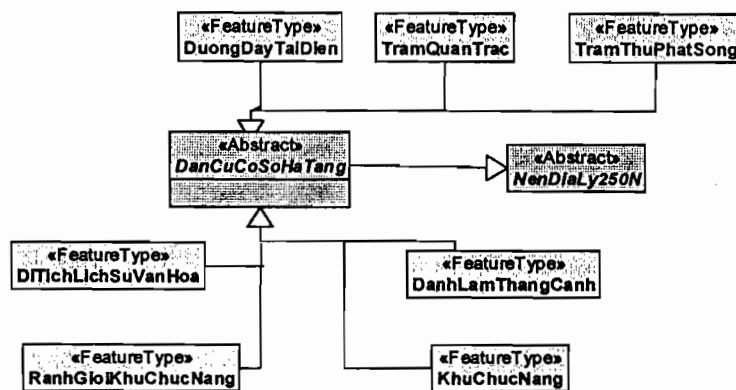 «FeatureType»
DuongDayTaiDien
«FeatureType»
TramQuanTrac
«FeatureType»
TramThuPhatSong
«Abstract»
DanCuCoSoHaTang
«Abstract»
NenDiaLy250N
«FeatureType»
DiTichLichSuVanHoa
«FeatureType»
DanhLamThangCanh
«FeatureType»
RanhGioiKhuChucNang
«FeatureType»
KhuChucNang